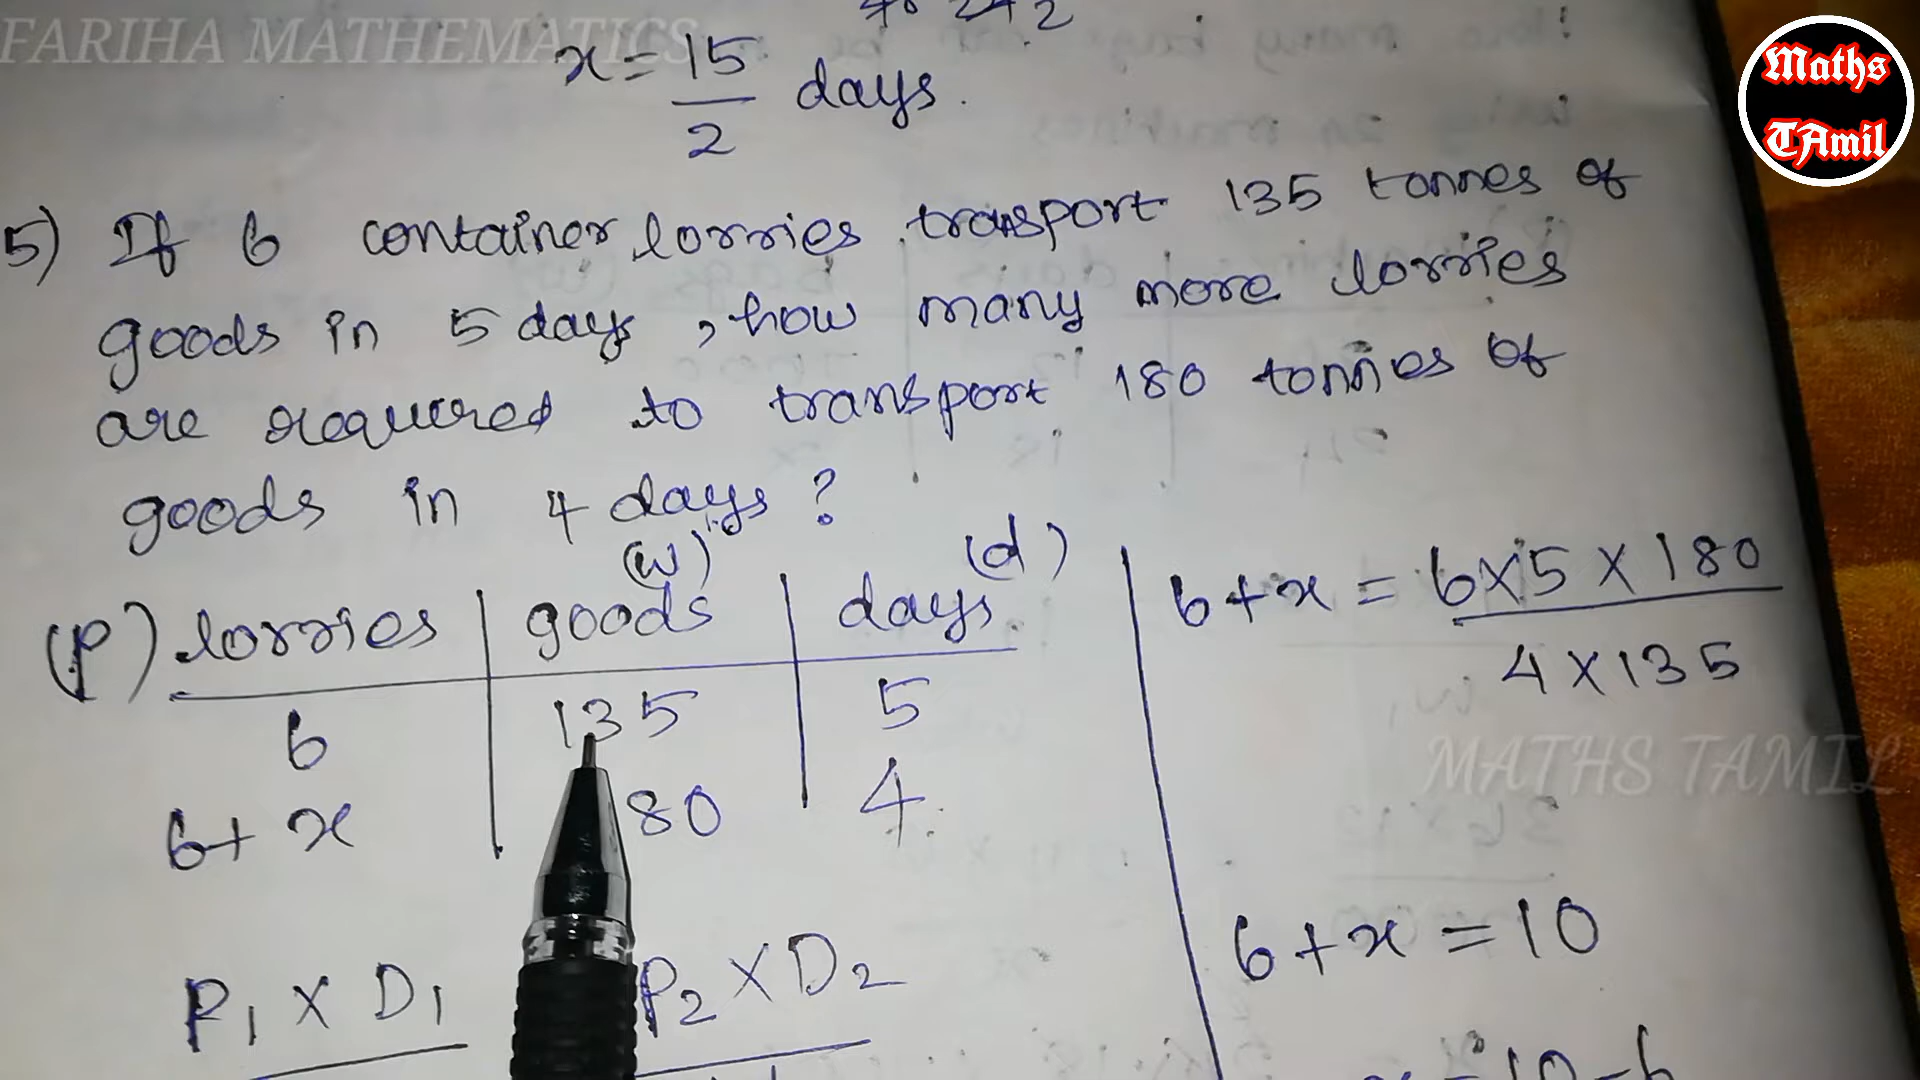 FARIHA MATHEMATICS
x = 15
2
days.
Maths
TAmil
5) If 6 container lorries transport 135 tonnes of
goods in 5 days, how many more lorries
are required to transport 180 tonnes of
goods in 4 days?
(P) lorries | goods (w) | days (d)
6 | 135 | 5
6+x | 80 | 4
P1 × D1
P2 × D2
6+x = 6×5×180
4×135
MATHS TAMIL
6+x = 10
x = 10-6